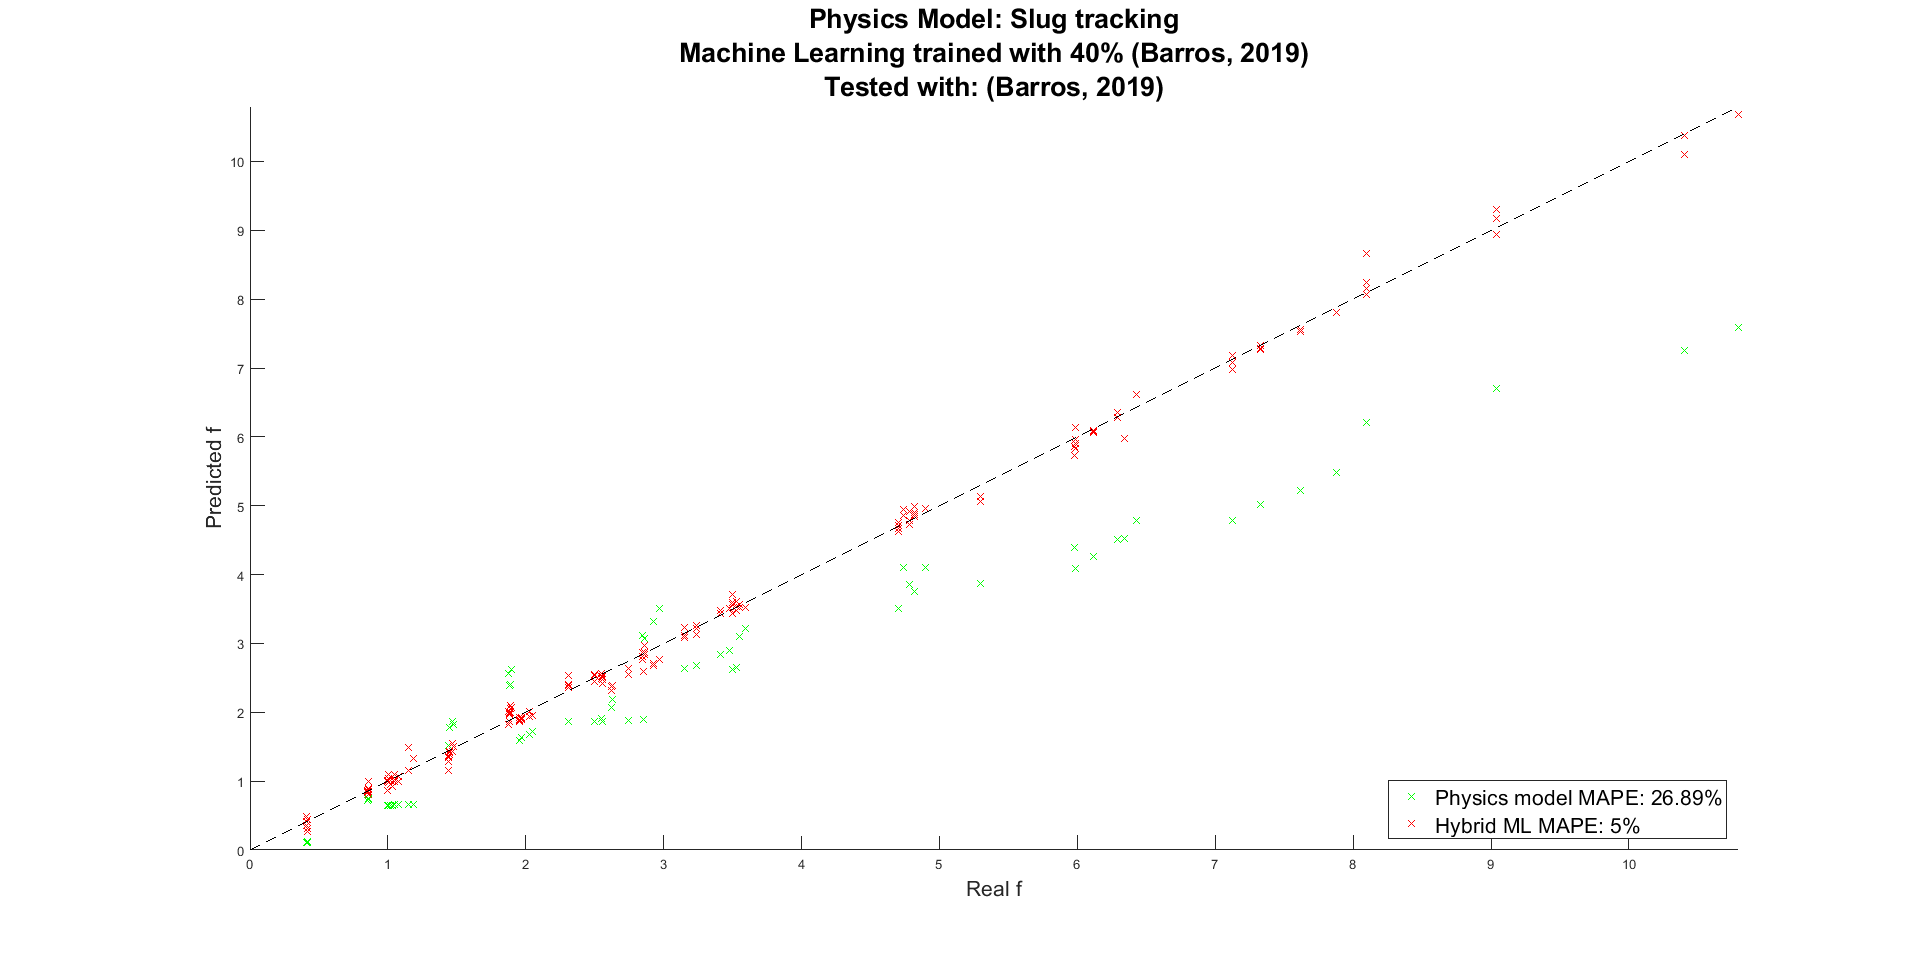 Physics Model: Slug tracking
Machine Learning trained with 40% (Barros, 2019)
Tested with: (Barros, 2019)
10
9
8
7
6
5
4
3
2
1
0
Predicted f
Physics model MAPE: 26.89%
Hybrid ML MAPE: 5%
0 1 2 3 4 5 6 7 8 9 10
Real f